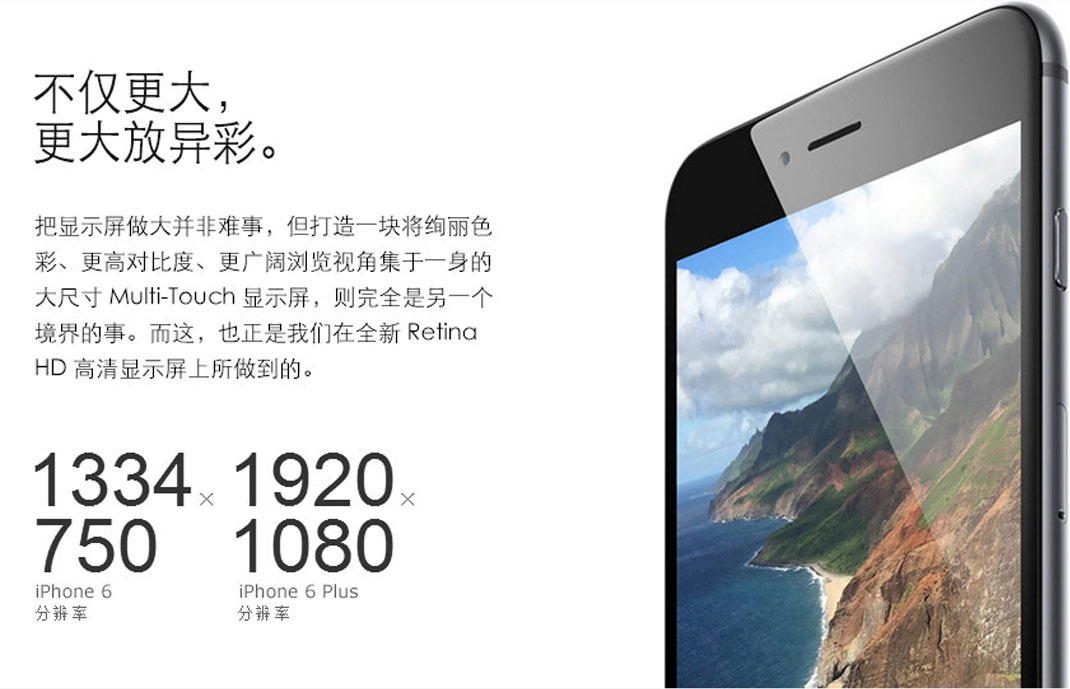 不仅更大，
更大放异彩。
把显示屏做大并非难事，但打造一块将绚丽色
彩、更高对比度、更广阔浏览视角集于一身的
大尺寸 Multi-Touch 显示屏，则完全是另一个
境界的事。而这，也正是我们在全新 Retina
HD 高清显示屏上所做到的。
1334 ×
750
iPhone 6
分辨率
1920 ×
1080
iPhone 6 Plus
分辨率